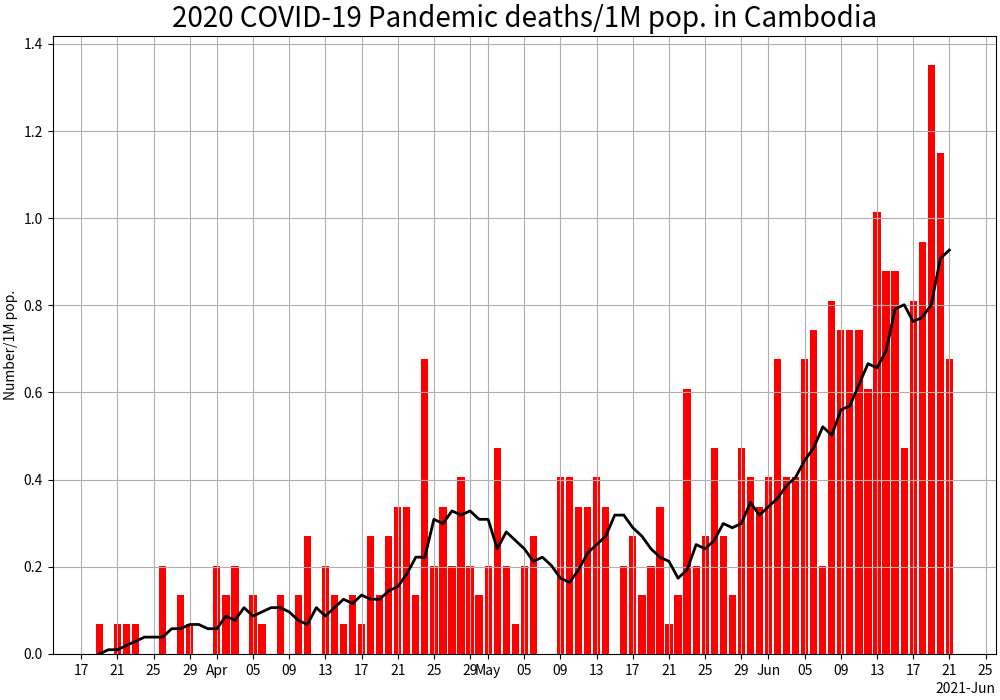 2020 COVID-19 Pandemic deaths/1M pop. in Cambodia
Number/1M pop.
1.4
1.2
1.0
0.8
0.6
0.4
0.2
0.0
17 21 25 29 Apr 05 09 13 17 21 25 29 May 05 09 13 17 21 25 29 Jun 05 09 13 17 21 25
2021-Jun